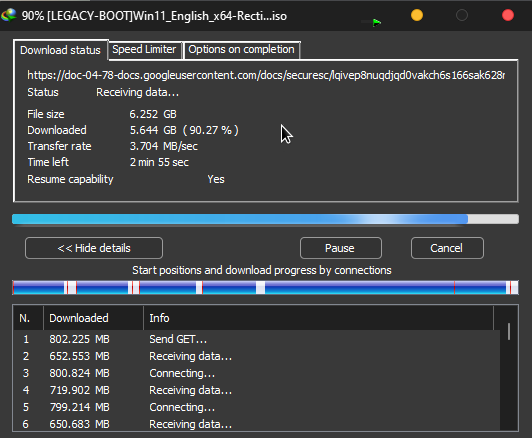 90% [LEGACY-BOOT]Win11_English_x64-Recti...iso
Download status
Speed Limiter
Options on completion
https://doc-04-78-docs.googleusercontent.com/docs/securesc/lqivep8nuqdjqd0vakch6s166sak628r
Status Receiving data...
File size 6.252 GB
Downloaded 5.644 GB ( 90.27 % )
Transfer rate 3.704 MB/sec
Time left 2 min 55 sec
Resume capability Yes
<< Hide details Pause Cancel
Start positions and download progress by connections
N. Downloaded Info
1 802.225 MB Send GET...
2 652.553 MB Receiving data...
3 800.824 MB Connecting...
4 719.902 MB Receiving data...
5 799.214 MB Connecting...
6 650.683 MB Receiving data...